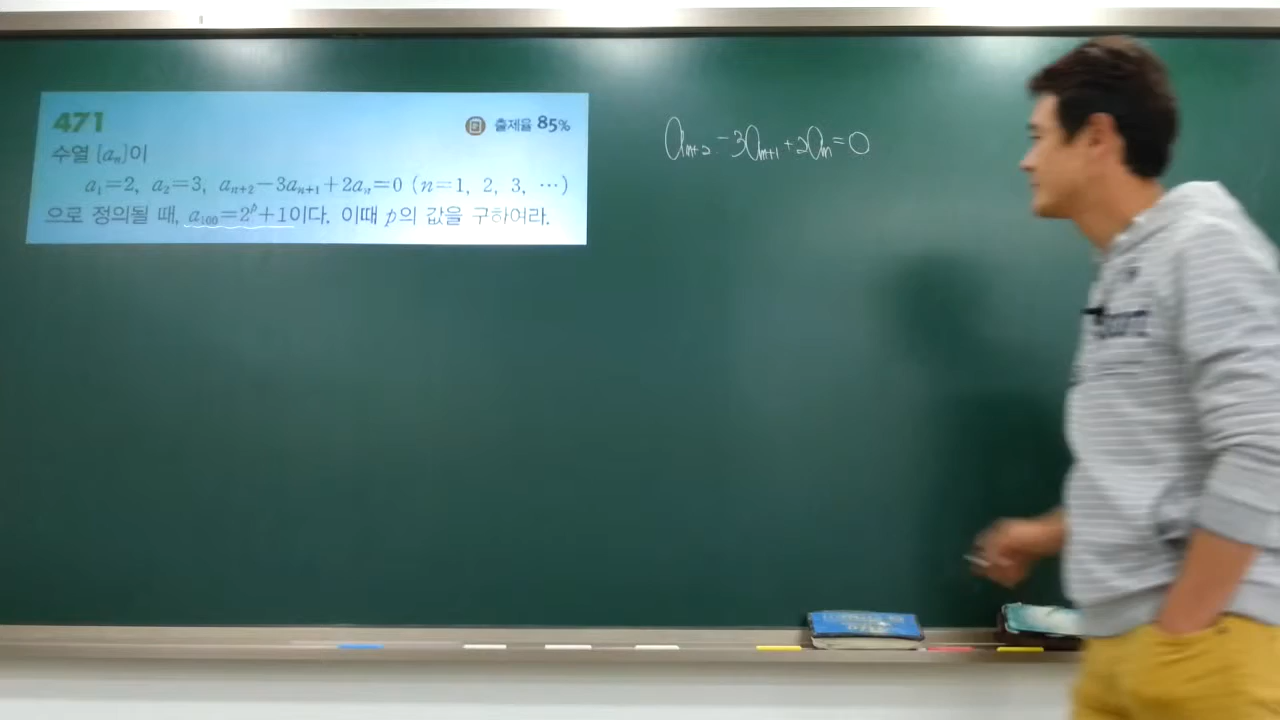 471
출제율 85%
수열 {aₙ}이
a₁=2, a₂=3, aₙ₊₂-3aₙ₊₁+2aₙ=0 (n=1, 2, 3, ⋯)
으로 정의될 때, a₁₀₀=2ᵖ+1이다. 이때 p의 값을 구하여라.
aₙ₊₂-3aₙ₊₁+2aₙ=0